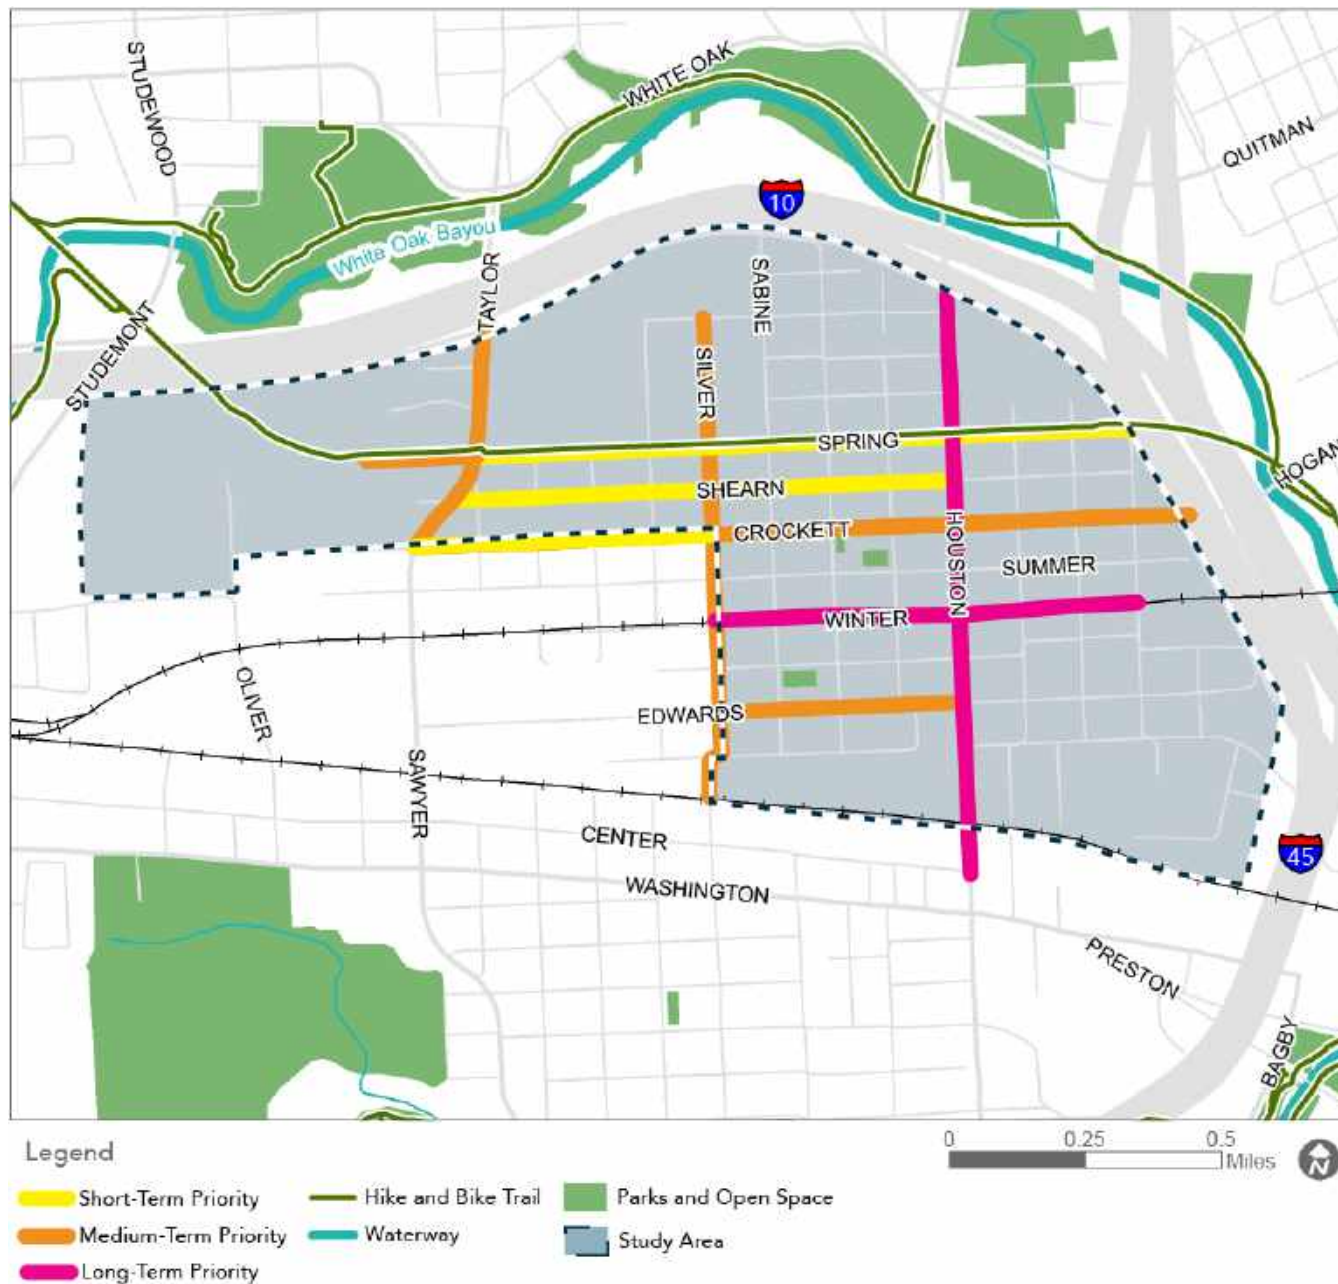 STUDEWOOD
WHITE OAK
QUITMAN
10
White Oak Bayou
TAYLOR
SABINE
STUDEMONT
SILVER
SPRING
HOGAN
SHEARN
CROCKETT
HOUSTON
SUMMER
WINTER
OLIVER
EDWARDS
SAWYER
CENTER
45
WASHINGTON
PRESTON
BAGBY
Legend
0 0.25 0.5
Miles
N
Short-Term Priority
Hike and Bike Trail
Parks and Open Space
Medium-Term Priority
Waterway
Study Area
Long-Term Priority